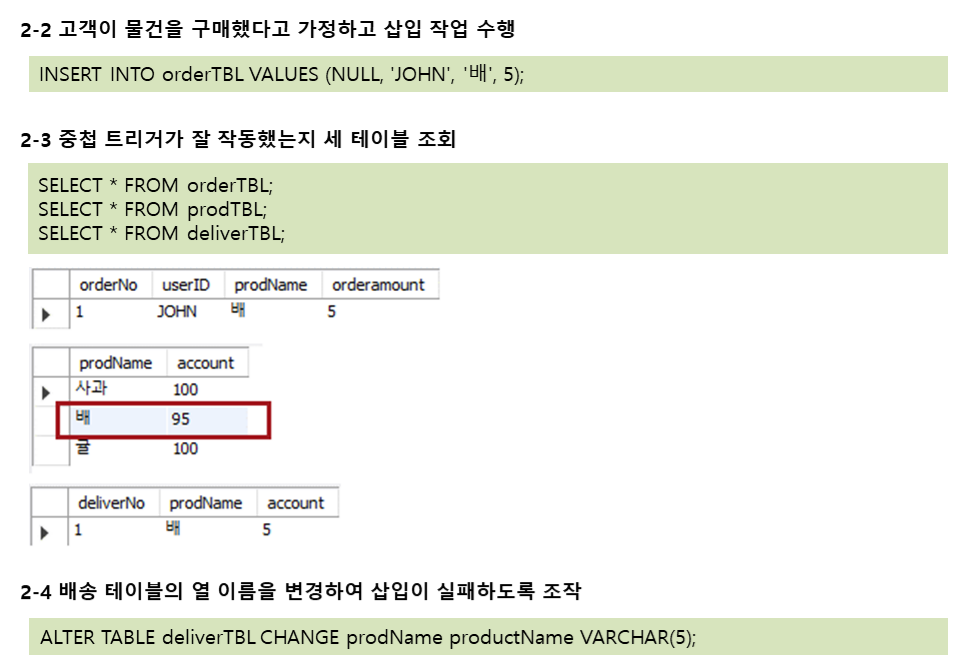 2-2 고객이 물건을 구매했다고 가정하고 삽입 작업 수행
INSERT INTO orderTBL VALUES (NULL, 'JOHN', '배', 5);
2-3 중첩 트리거가 잘 작동했는지 세 테이블 조회
SELECT * FROM orderTBL;
SELECT * FROM prodTBL;
SELECT * FROM deliverTBL;
orderNo userID prodName orderamount
1 JOHN 배 5
prodName account
사과 100
배 95
귤 100
deliverNo prodName account
1 배 5
2-4 배송 테이블의 열 이름을 변경하여 삽입이 실패하도록 조작
ALTER TABLE deliverTBL CHANGE prodName productName VARCHAR(5);